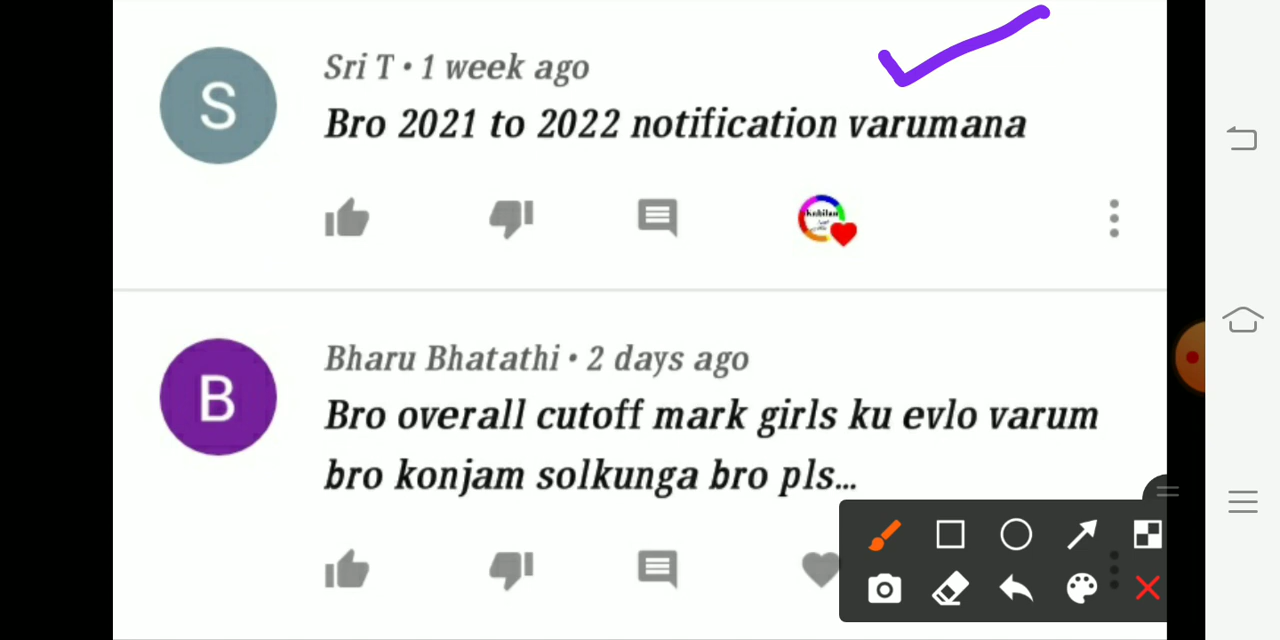 S
Sri T • 1 week ago
Bro 2021 to 2022 notification varumana
B
Bharu Bhatathi • 2 days ago
Bro overall cutoff mark girls ku evlo varum
bro konjam solkunga bro pls...